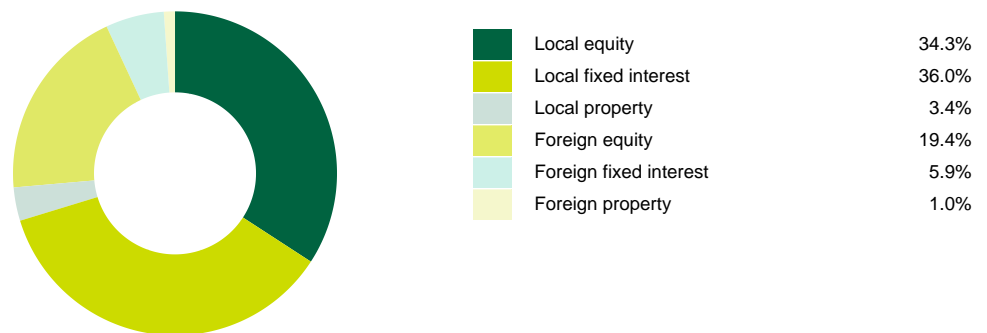 Local equity 34.3%
Local fixed interest 36.0%
Local property 3.4%
Foreign equity 19.4%
Foreign fixed interest 5.9%
Foreign property 1.0%